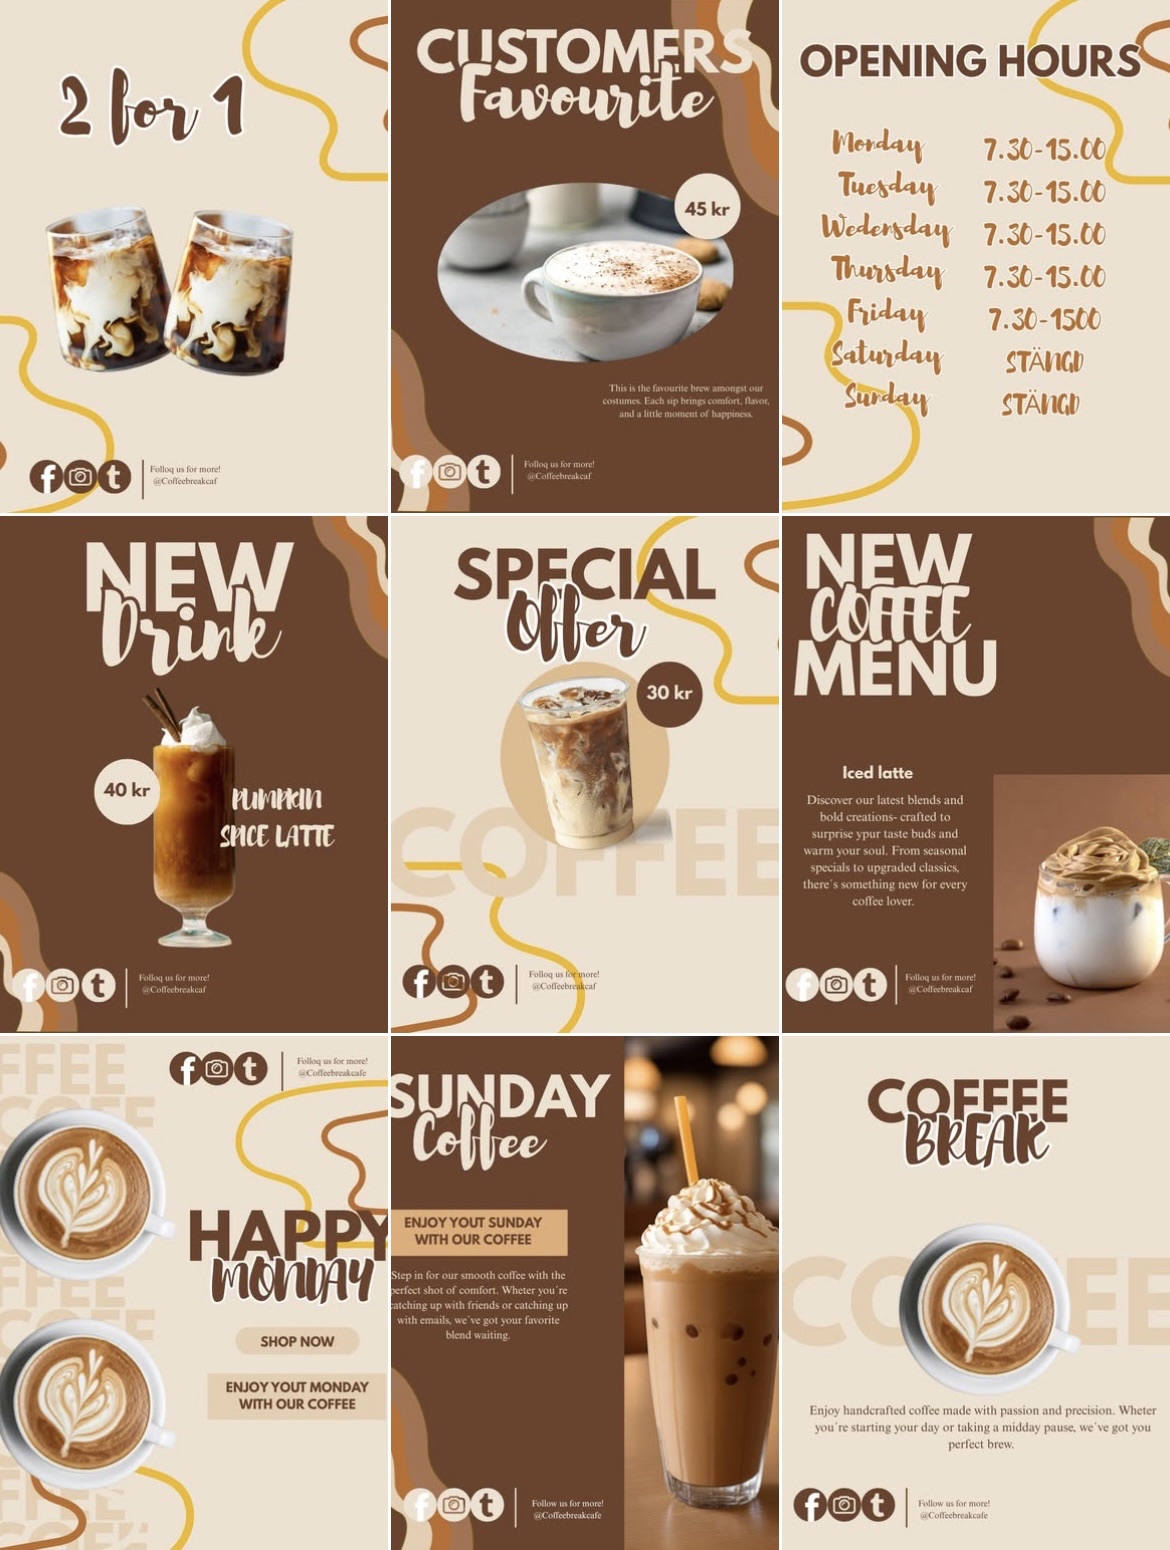 2 for 1
Folloq us for more!
@Coffeebreakcaf
CUSTOMERS
Favourite
45 kr
This is the favourite brew amongst our
costumes. Each sip brings comfort, flavor,
and a little moment of happiness.
Folloq us for more!
@Coffeebreakcaf
OPENING HOURS
Monday 7.30-15.00
Tuesday 7.30-15.00
Wedensday 7.30-15.00
Thursday 7.30-15.00
Friday 7.30-1500
Saturday STÄNGD
Sunday STÄNGD
NEW
Drink
40 kr
PUMPKIN
SPICE LATTE
Folloq us for more!
@Coffeebreakcaf
SPECIAL
Offer
30 kr
COFFEE
Folloq us for more!
@Coffeebreakcaf
NEW
COFFEE
MENU
Iced latte
Discover our latest blends and
bold creations- crafted to
surprise ypur taste buds and
warm your soul. From seasonal
specials to upgraded classics,
there´s something new for every
coffee lover.
Folloq us for more!
@Coffeebreakcaf
FFEE
COFFE
Folloq us for more!
@Coffeebreakcafe
HAPPY
MONDAY
SHOP NOW
ENJOY YOUT MONDAY
WITH OUR COFFEE
SUNDAY
Coffee
ENJOY YOUT SUNDAY
WITH OUR COFFEE
Step in for our smooth coffee with the
perfect shot of comfort. Wheter you´re
catching up with friends or catching up
with emails, we´ve got your favorite
blend waiting.
Follow us for more!
@Coffeebreakcafe
COFFEE
BREAK
CO EE
Enjoy handcrafted coffee made with passion and precision. Wheter
you´re starting your day or taking a midday pause, we´ve got you
perfect brew.
Follow us for more!
@Coffeebreakcafe